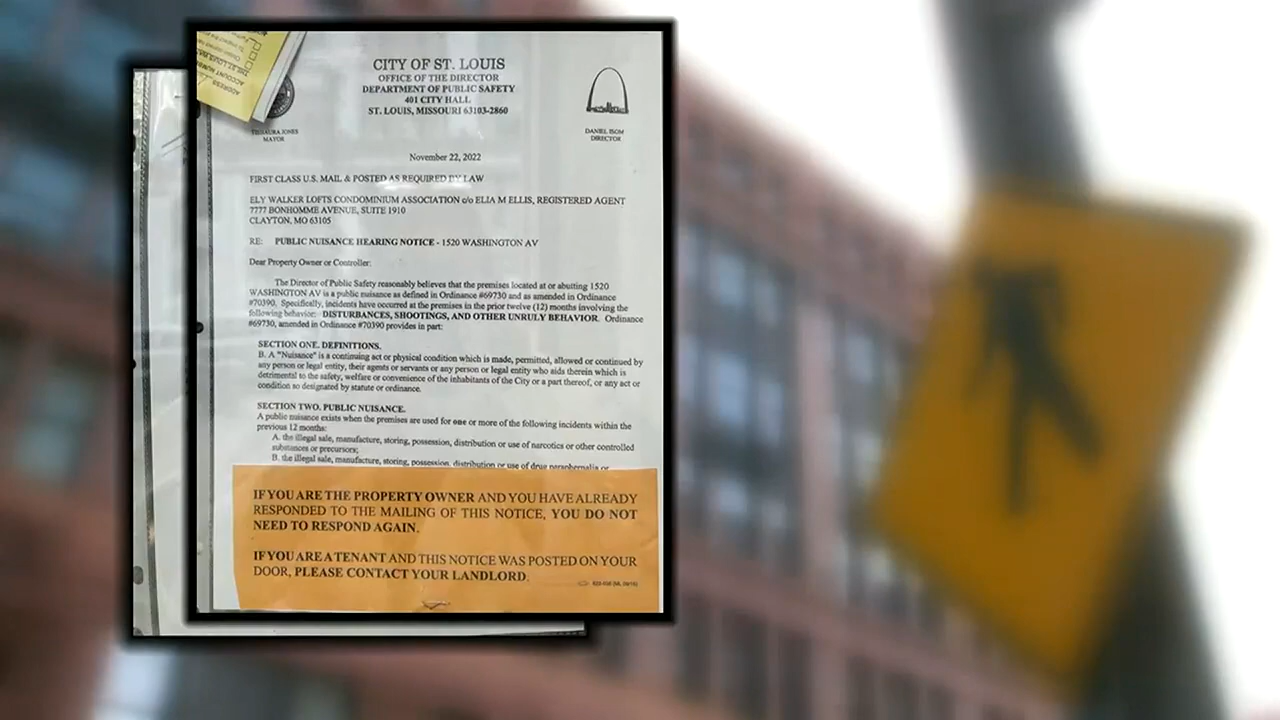 CITY OF ST. LOUIS
OFFICE OF THE DIRECTOR
DEPARTMENT OF PUBLIC SAFETY
401 CITY HALL
ST. LOUIS, MISSOURI 63103-2860
JONES
MAYOR
DANIEL ISOM
DIRECTOR
November 22, 2022
FIRST CLASS U.S. MAIL & POSTED AS REQUIRED BY LAW
ELY WALKER LOFTS CONDOMINIUM ASSOCIATION c/o ELIA M ELLIS, REGISTERED AGENT
7777 BONHOMME AVENUE, SUITE 1910
CLAYTON, MO 63105
RE: PUBLIC NUISANCE HEARING NOTICE - 1520 WASHINGTON AV
Dear Property Owner or Controller:
The Director of Public Safety reasonably believes that the premises located at or abutting 1520
WASHINGTON AV is a public nuisance as defined in Ordinance #69730 and as amended in Ordinance
#70390. Specifically, incidents have occurred at the premises in the prior twelve (12) months involving the
following behavior: DISTURBANCES, SHOOTINGS, AND OTHER UNRULY BEHAVIOR. Ordinance
#69730, amended in Ordinance #70390 provides in part:
SECTION ONE. DEFINITIONS.
B. A "Nuisance" is a continuing act or physical condition which is made, permitted, allowed or continued by
any person or legal entity, their agents or servants or any person or legal entity who aids therein which is
detrimental to the safety, welfare or convenience of the inhabitants of the City or a part thereof, or any act or
condition so designated by statute or ordinance.
SECTION TWO. PUBLIC NUISANCE.
A public nuisance exists when the premises are used for one or more of the following incidents within the
previous 12 months:
A. the illegal sale, manufacture, storing, possession, distribution or use of narcotics or other controlled
substances or precursors;
B. the illegal sale, manufacture, storing, possession, distribution or use of drug paraphernalia or
IF YOU ARE THE PROPERTY OWNER AND YOU HAVE ALREADY
RESPONDED TO THE MAILING OF THIS NOTICE, YOU DO NOT
NEED TO RESPOND AGAIN.
IF YOU ARE A TENANT AND THIS NOTICE WAS POSTED ON YOUR
DOOR, PLEASE CONTACT YOUR LANDLORD.